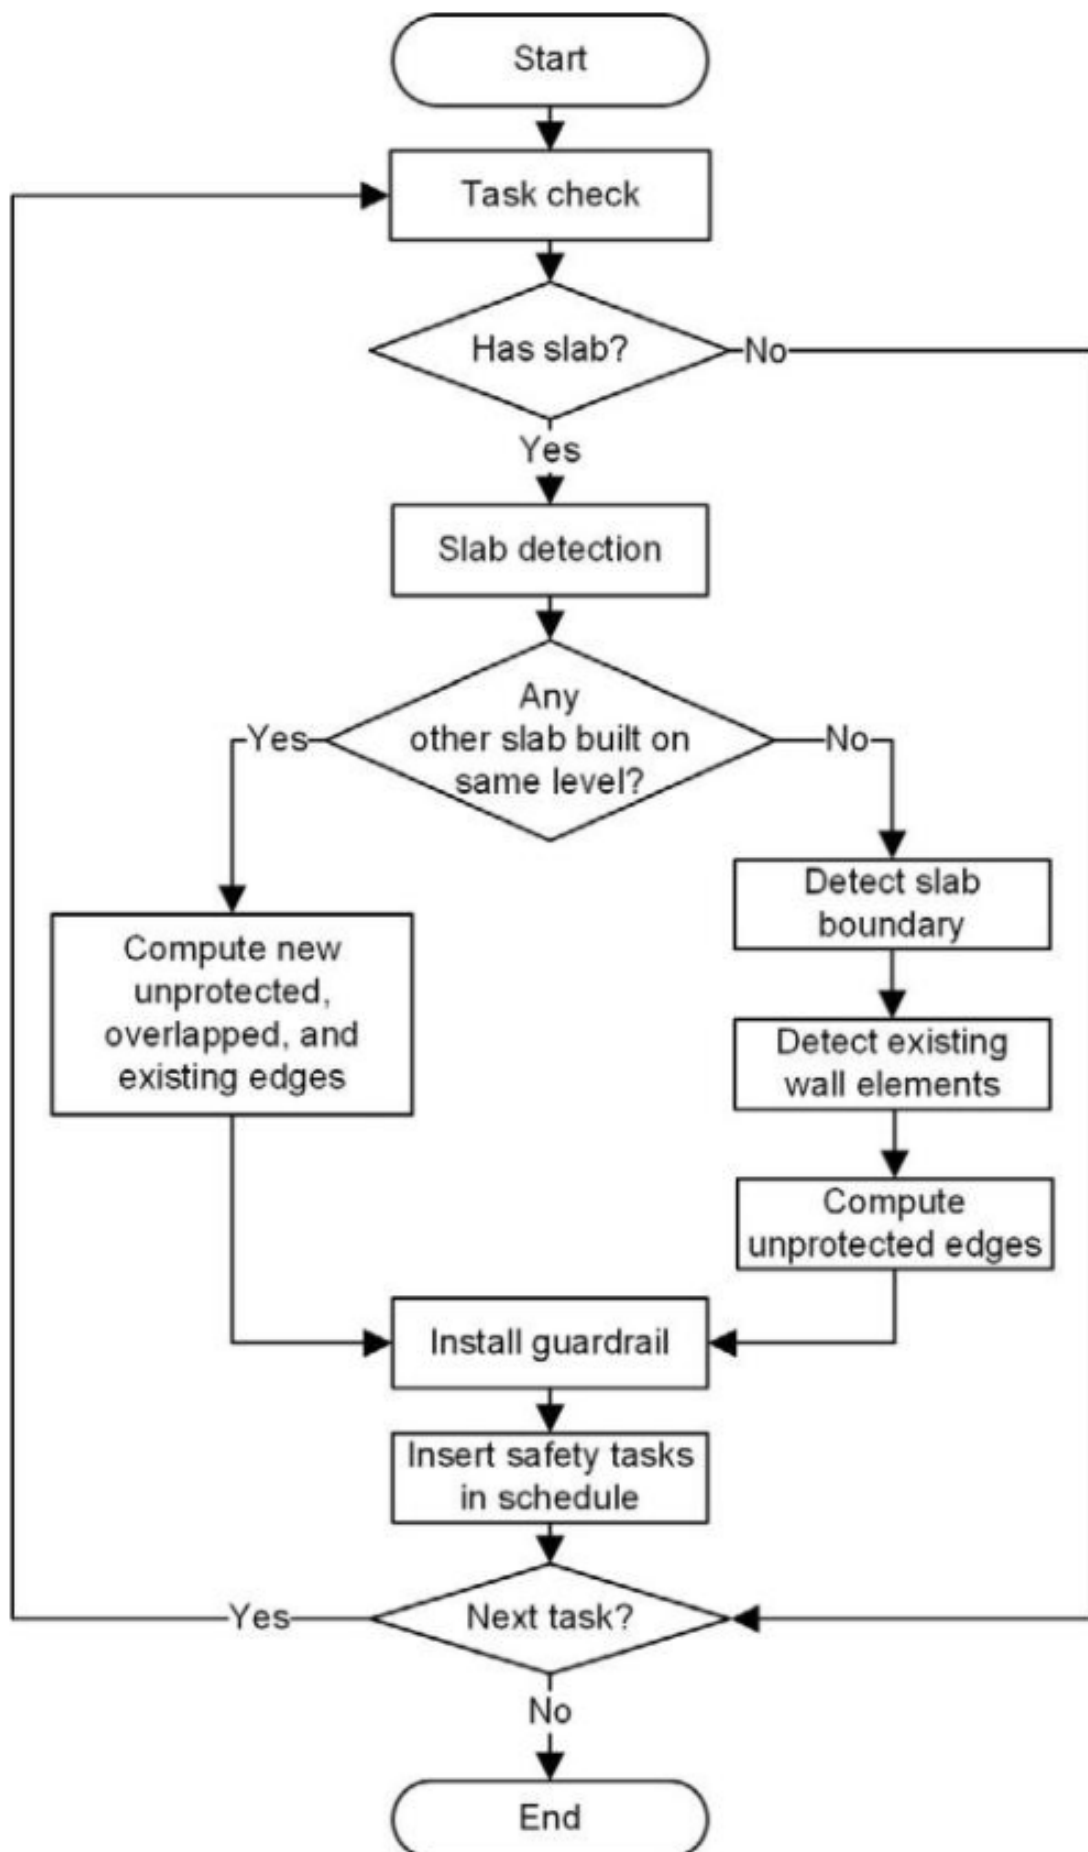 Start
Task check
Has slab?
No
Yes
Slab detection
Any
other slab built on
same level?
Yes
No
Compute new
unprotected,
overlapped, and
existing edges
Detect slab
boundary
Detect existing
wall elements
Compute
unprotected edges
Install guardrail
Insert safety tasks
in schedule
Next task?
Yes
No
End